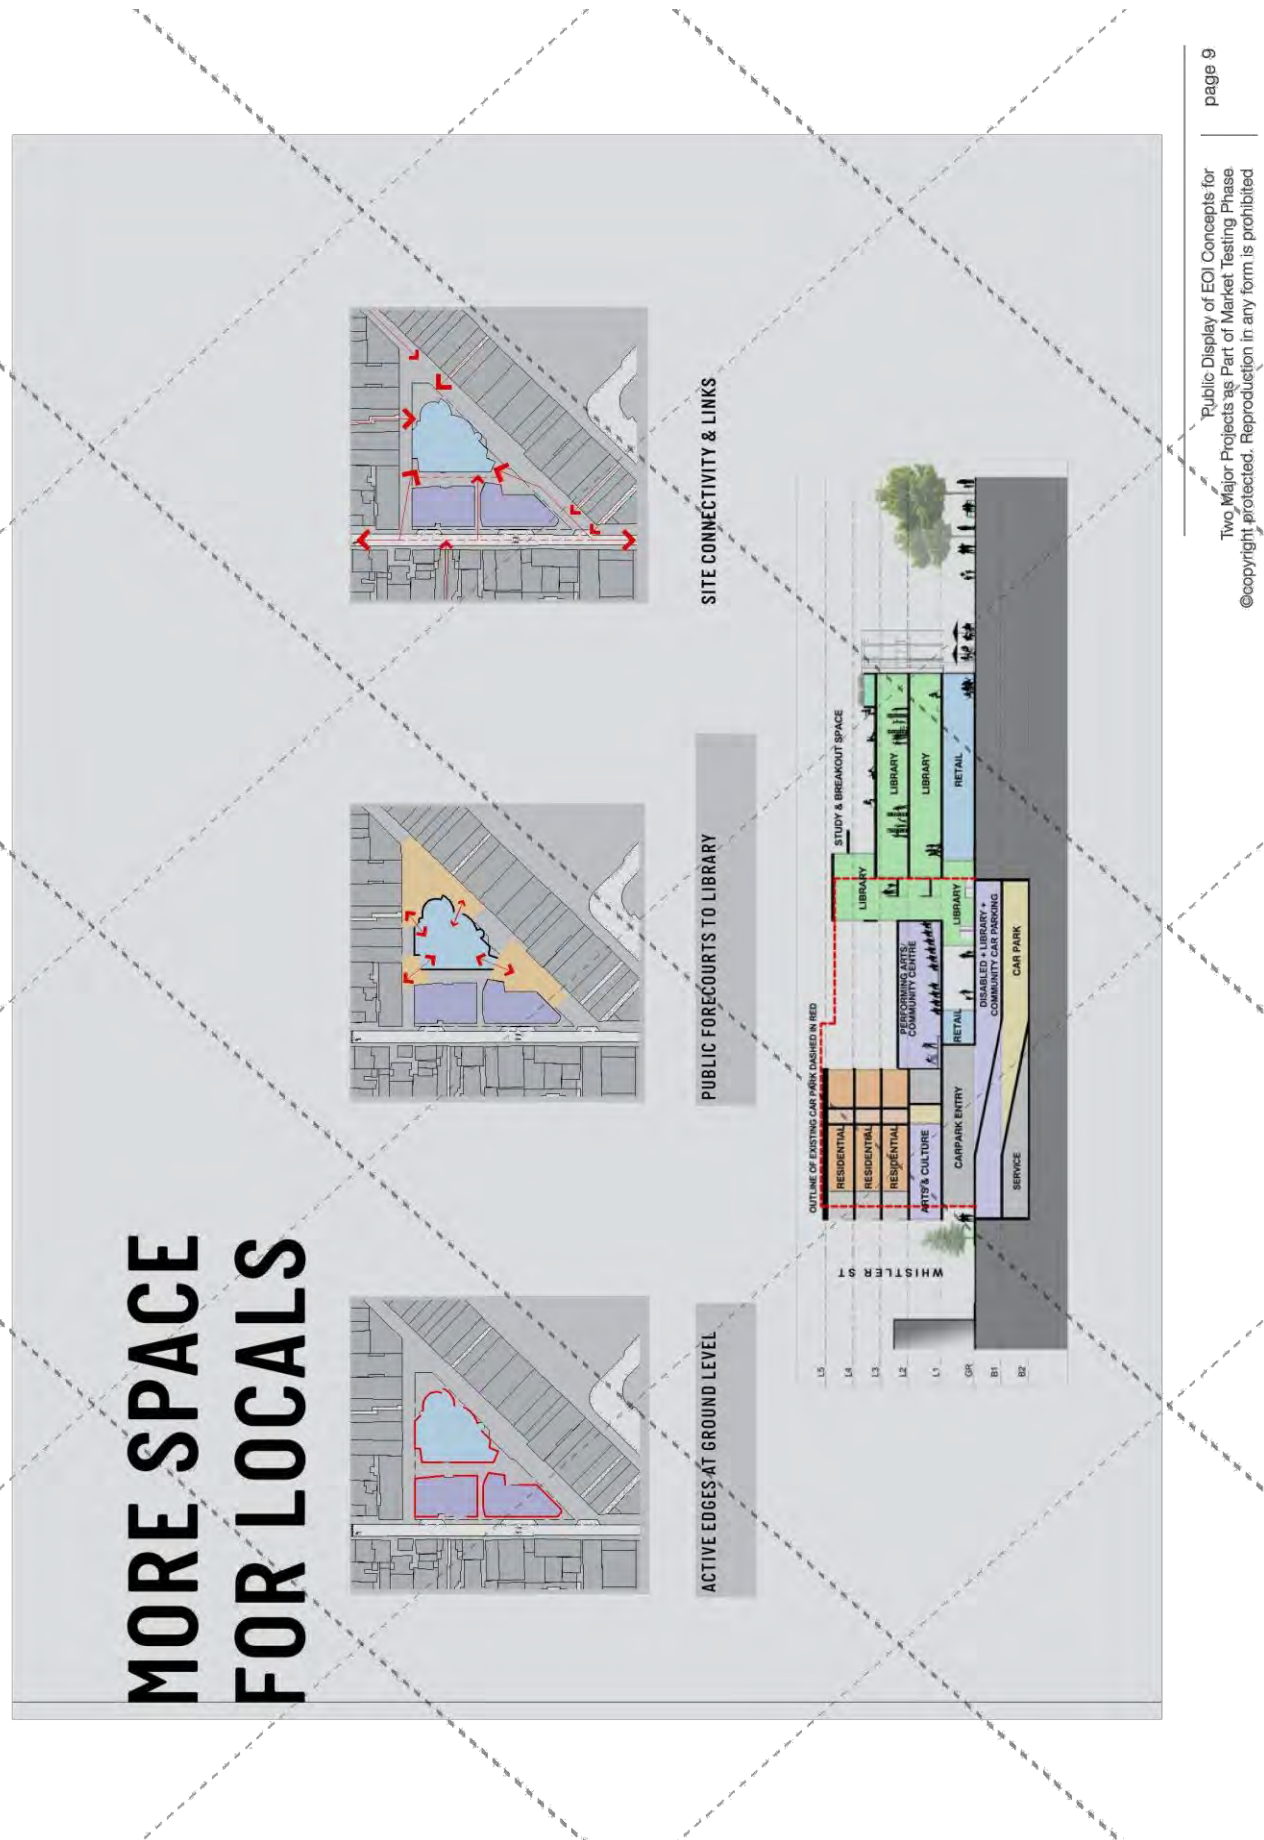 MORE SPACE
FOR LOCALS
ACTIVE EDGES AT GROUND LEVEL
PUBLIC FORECOURTS TO LIBRARY
SITE CONNECTIVITY & LINKS
OUTLINE OF EXISTING CAR PARK DASHED IN RED
STUDY & BREAKOUT SPACE
WHISTLER ST
L5
L4
L3
L2
L1
GR
B1
B2
RESIDENTIAL
RESIDENTIAL
RESIDENTIAL
ARTS & CULTURE
CARPARK ENTRY
SERVICE
PERFORMING ARTS/
COMMUNITY CENTRE
RETAIL
LIBRARY
LIBRARY
DISABLED + LIBRARY +
COMMUNITY CAR PARKING
CAR PARK
LIBRARY
LIBRARY
RETAIL
Public Display of EOI Concepts for
Two Major Projects as Part of Market Testing Phase
©copyright protected. Reproduction in any form is prohibited
page 9